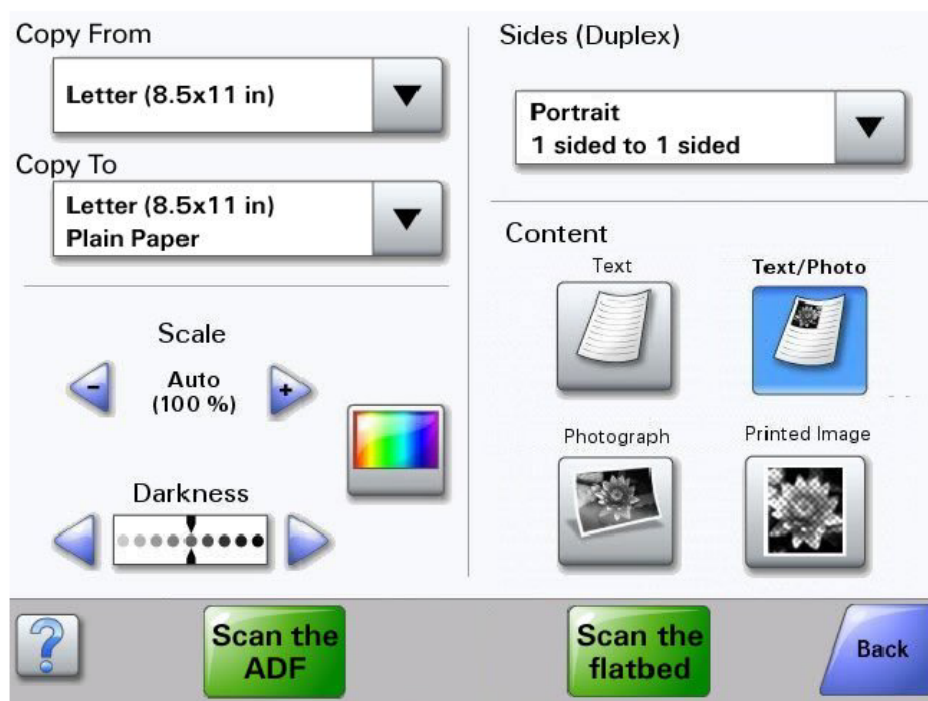 Copy From
Letter (8.5x11 in)
Copy To
Letter (8.5x11 in)
Plain Paper
Scale
-
Auto
(100 %)
+
Darkness
Sides (Duplex)
Portrait
1 sided to 1 sided
Content
Text
Text/Photo
Photograph
Printed Image
?
Scan the
ADF
Scan the
flatbed
Back